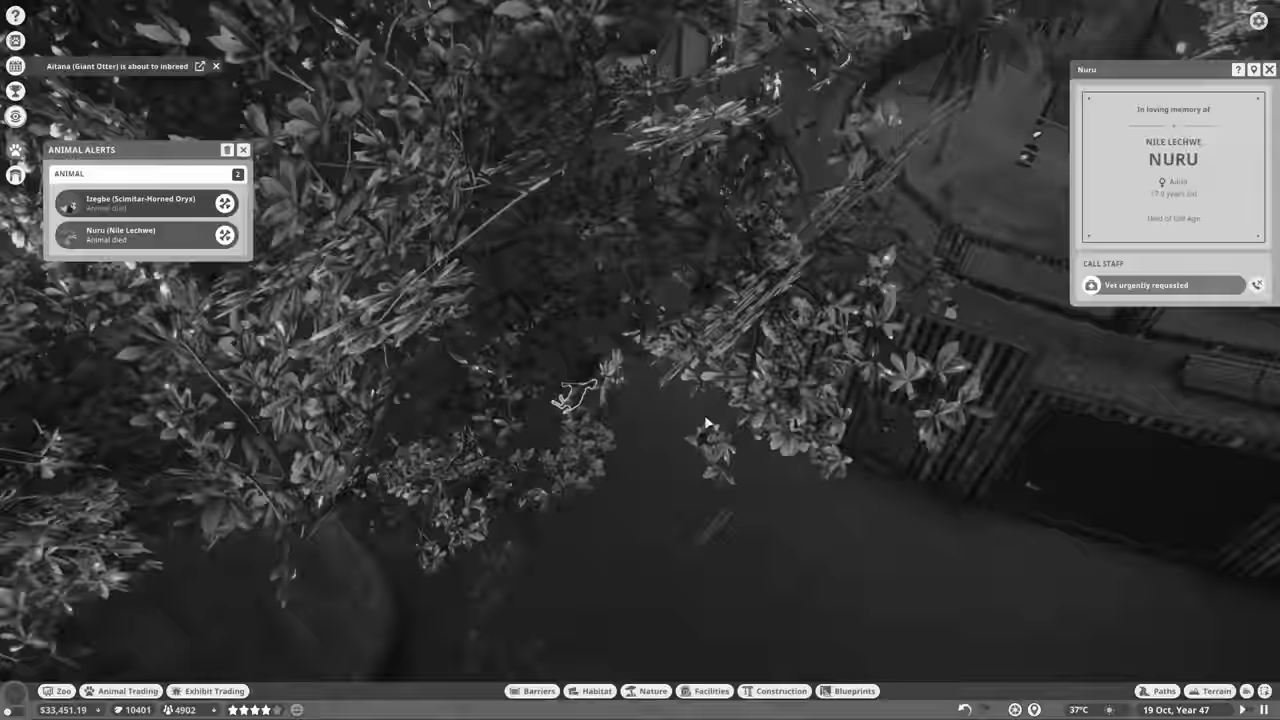 Aitana (Giant Otter) is about to inbreed
ANIMAL ALERTS
ANIMAL
2
Izegbe (Scimitar-Horned Oryx)
Animal died
Nuru (Nile Lechwe)
Animal died
Nuru
?
In loving memory of
NILE LECHWE
NURU
Adult
Died of Old Age
CALL STAFF
Vet urgently requested
?
Zoo
Animal Trading
Exhibit Trading
Barriers
Habitat
Nature
Facilities
Construction
Blueprints
Paths
Terrain
$33,451.19
10401
4902
37°C
19 Oct, Year 47